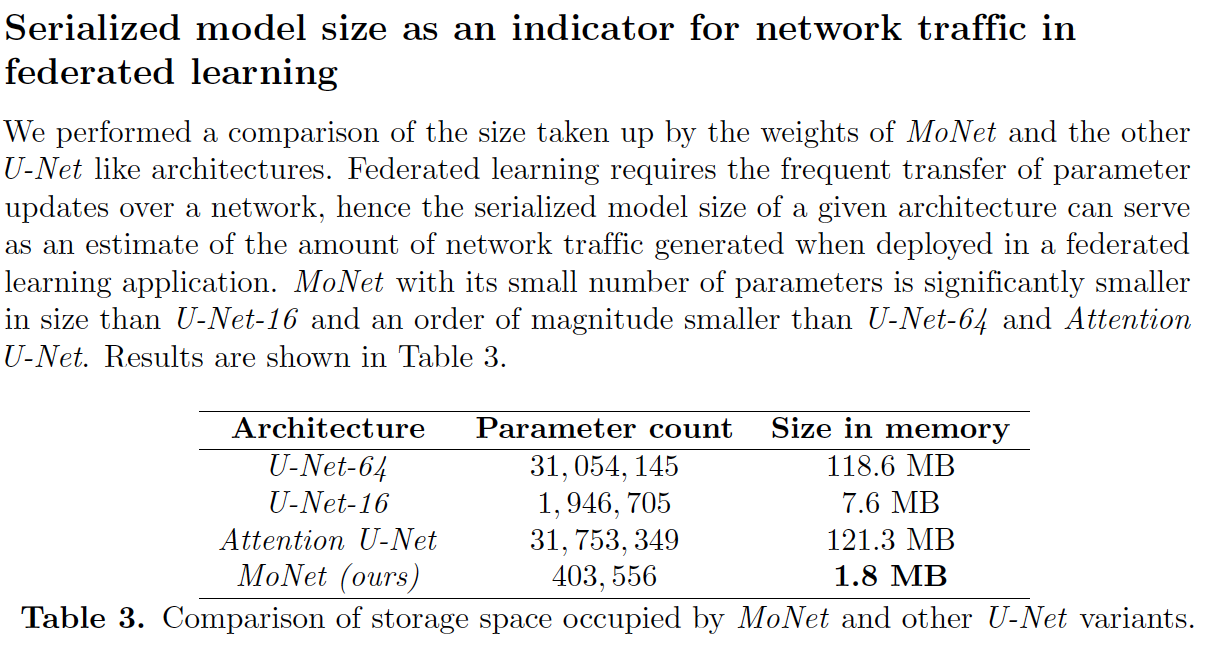 Serialized model size as an indicator for network traffic in
federated learning
We performed a comparison of the size taken up by the weights of MoNet and the other
U-Net like architectures. Federated learning requires the frequent transfer of parameter
updates over a network, hence the serialized model size of a given architecture can serve
as an estimate of the amount of network traffic generated when deployed in a federated
learning application. MoNet with its small number of parameters is significantly smaller
in size than U-Net-16 and an order of magnitude smaller than U-Net-64 and Attention
U-Net. Results are shown in Table 3.
Architecture Parameter count Size in memory
U-Net-64 31, 054, 145 118.6 MB
U-Net-16 1, 946, 705 7.6 MB
Attention U-Net 31, 753, 349 121.3 MB
MoNet (ours) 403, 556 1.8 MB
Table 3. Comparison of storage space occupied by MoNet and other U-Net variants.